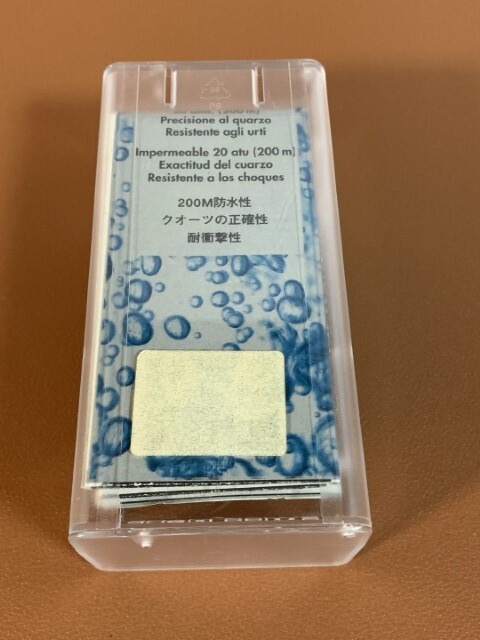 Precisione al quarzo
Resistente agli urti
Impermeable 20 atu (200 m)
Exactitud del cuarzo
Resistente a los choques
200M防水性
クオーツの正確性
耐衝撃性